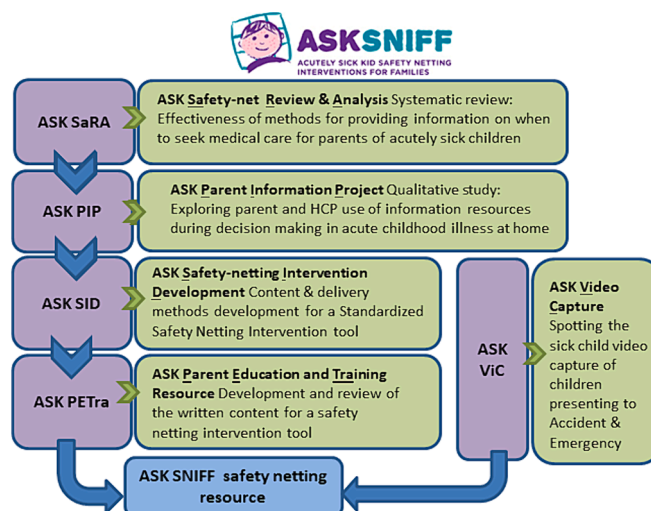 ASKSNIFF
ACUTELY SICK KID SAFETY NETTING
INTERVENTIONS FOR FAMILIES
ASK SaRA
ASK Safety-net Review & Analysis Systematic review:
Effectiveness of methods for providing information on when
to seek medical care for parents of acutely sick children
ASK PIP
ASK Parent Information Project Qualitative study:
Exploring parent and HCP use of information resources
during decision making in acute childhood illness at home
ASK SID
ASK Safety-netting Intervention
Development Content & delivery
methods development for a Standardized
Safety Netting Intervention tool
ASK PETra
ASK Parent Education and Training
Resource Development and review of
the written content for a safety
netting intervention tool
ASK
ViC
ASK Video
Capture
Spotting the
sick child video
capture of
children
presenting to
Accident &
Emergency
ASK SNIFF safety netting
resource